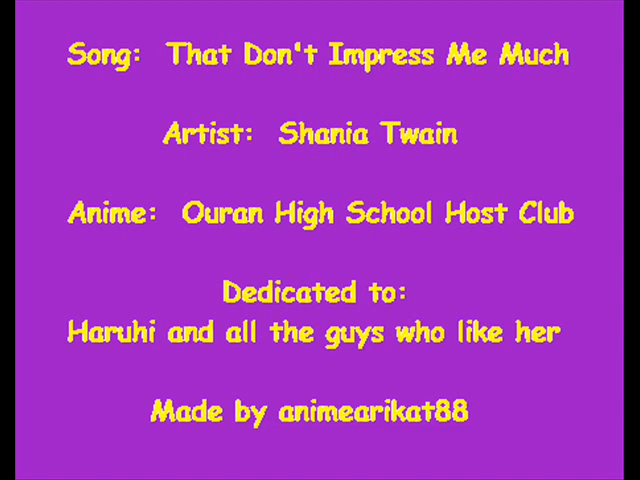 Song:  That Don't Impress Me Much
Artist:  Shania Twain
Anime:  Ouran High School Host Club
Dedicated to:
Haruhi and all the guys who like her
Made by animearikat88